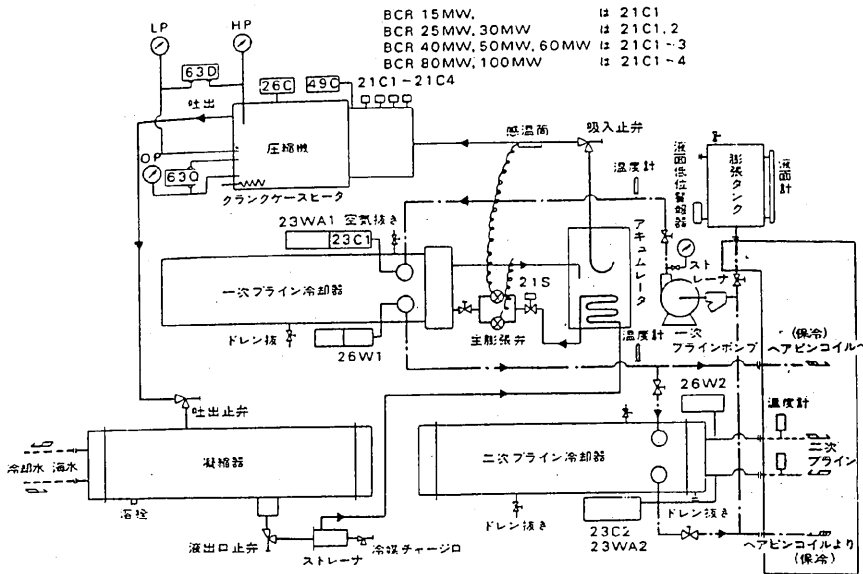 BCR 15MW, は 21C1
BCR 25MW, 30MW は 21C1, 2
BCR 40MW, 50MW, 60MW は 21C1~3
BCR 80MW, 100MW は 21C1~4
LP
HP
63D
26C
49C
21C1~21C4
吐出
圧縮機
OP
63Q
クランクケースヒータ
感温筒
吸入止弁
温度計
液面低位警報器
膨張タンク
液面計
23WA1
空気抜き
23C1
アキュムレータ
ストレーナ
一次ブライン冷却器
21S
主膨張弁
一次
ブラインポンプ
ドレン抜
26W1
温度計
(保冷)
ヘアピンコイルへ
吐出止弁
26W2
温度計
冷却水 海水
凝縮器
二次ブライン冷却器
二次
ブライン
溶栓
ドレン抜き
ドレン抜き
液出口止弁
ストレーナ
冷媒チャージ口
23C2
23WA2
ヘアピンコイルより
(保冷)